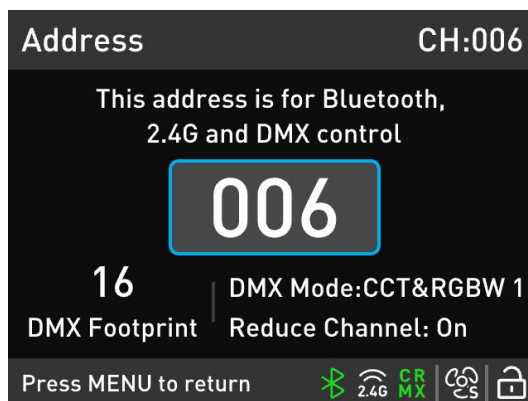 Address CH:006
This address is for Bluetooth,
2.4G and DMX control
006
16
DMX Footprint
DMX Mode:CCT&RGBW 1
Reduce Channel: On
Press MENU to return
2.4G
CR
MX
S